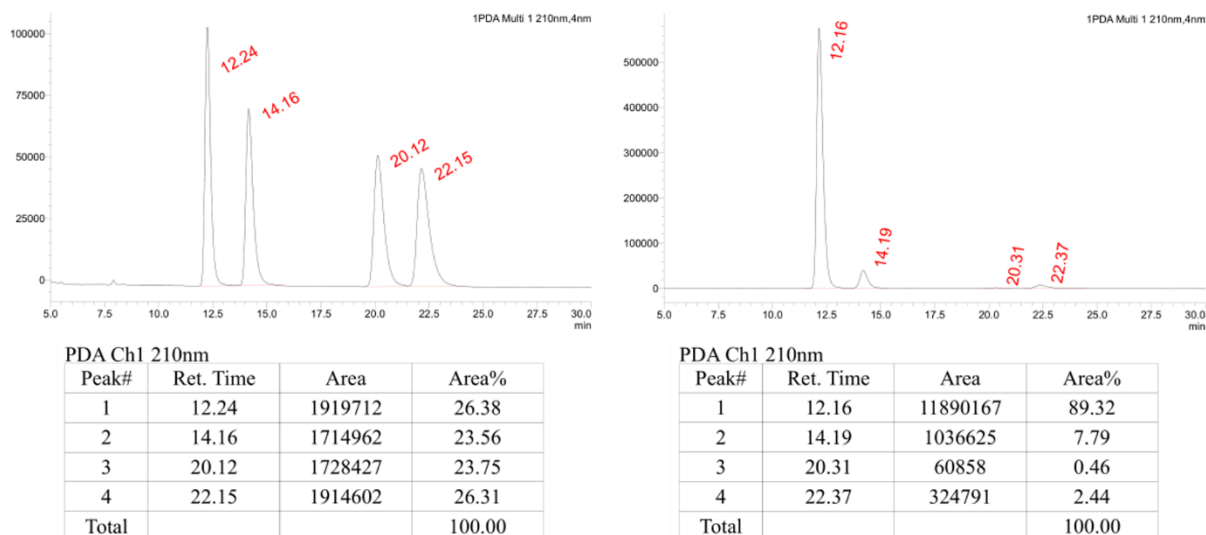 1PDA Multi 1 210nm,4nm
100000
75000
50000
25000
0
12.24
14.16
20.12
22.15
5.0 7.5 10.0 12.5 15.0 17.5 20.0 22.5 25.0 27.5 30.0
min
PDA Ch1 210nm
Peak# Ret. Time Area Area%
1 12.24 1919712 26.38
2 14.16 1714962 23.56
3 20.12 1728427 23.75
4 22.15 1914602 26.31
Total 100.00
1PDA Multi 1 210nm,4nm
500000
400000
300000
200000
100000
0
12.16
14.19
20.31
22.37
5.0 7.5 10.0 12.5 15.0 17.5 20.0 22.5 25.0 27.5 30.0
min
PDA Ch1 210nm
Peak# Ret. Time Area Area%
1 12.16 11890167 89.32
2 14.19 1036625 7.79
3 20.31 60858 0.46
4 22.37 324791 2.44
Total 100.00